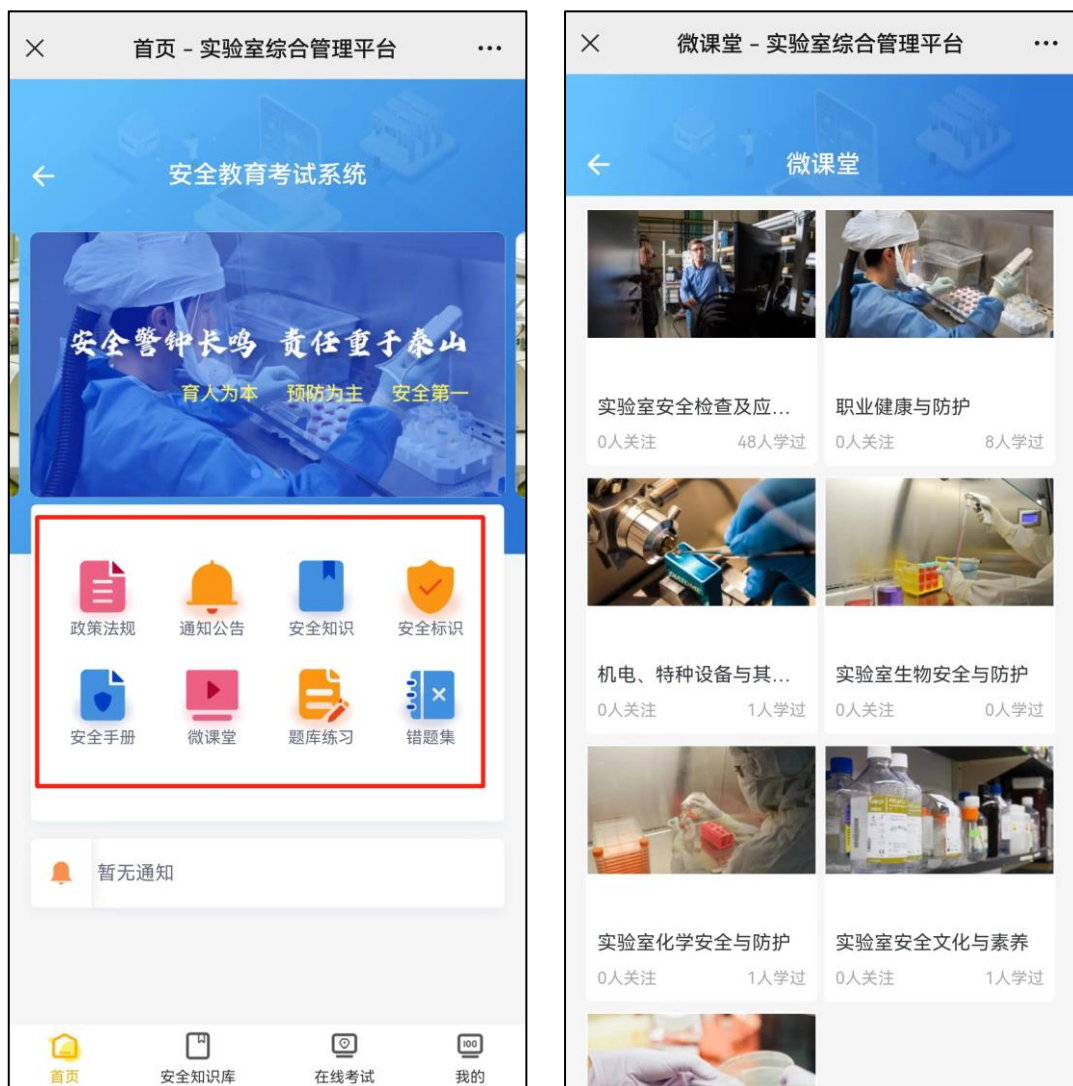 首页 – 实验室综合管理平台
安全教育考试系统
安全警钟长鸣 责任重于泰山
育人为本 预防为主 安全第一
政策法规 通知公告 安全知识 安全标识
安全手册 微课堂 题库练习 错题集
暂无通知
100
首页 安全知识库 在线考试 我的
微课堂 – 实验室综合管理平台
微课堂
实验室安全检查及应... 职业健康与防护
0人关注 48人学过 0人关注 8人学过
机电、特种设备与其... 实验室生物安全与防护
0人关注 1人学过 0人关注 0人学过
实验室化学安全与防护 实验室安全文化与素养
0人关注 1人学过 0人关注 1人学过